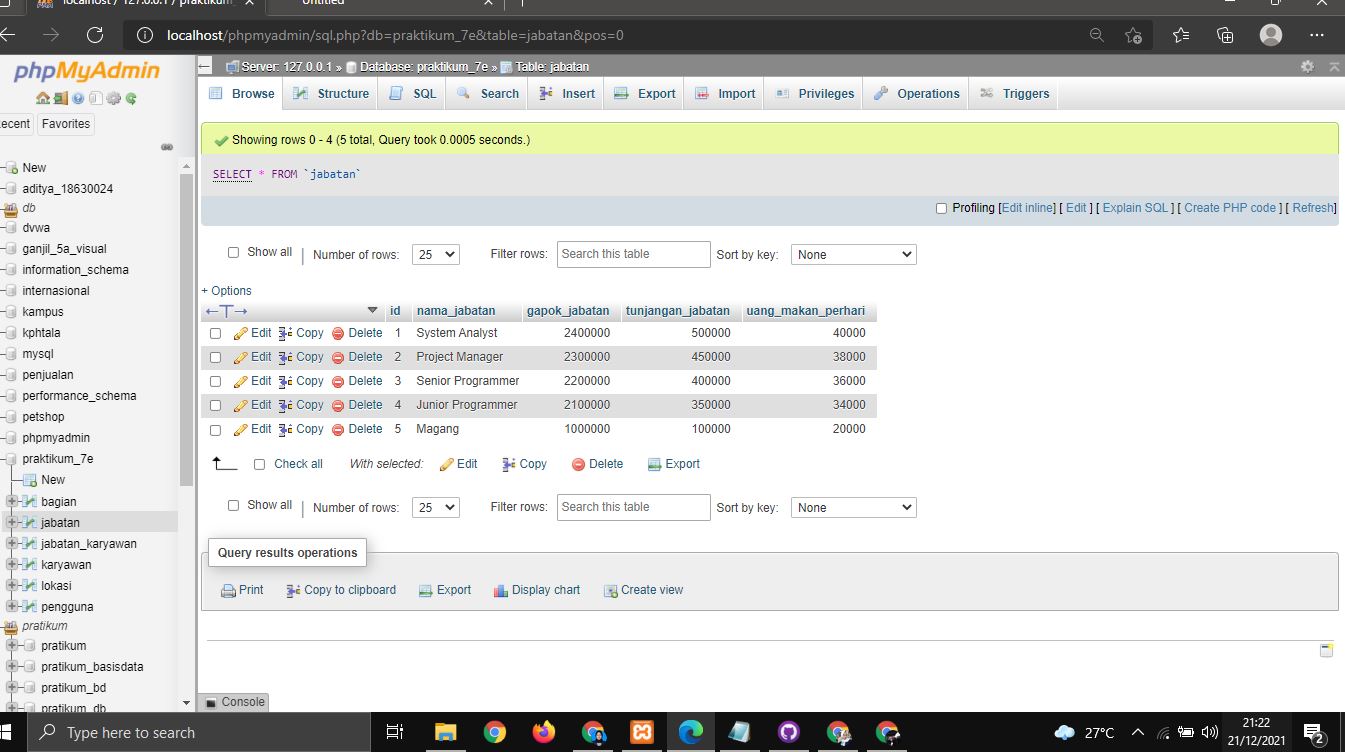 localhost / 127.0.0.1 / praktikum_
Untitled
localhost/phpmyadmin/sql.php?db=praktikum_7e&table=jabatan&pos=0
phpMyAdmin
Server: 127.0.0.1 » Database: praktikum_7e » Table: jabatan
Browse Structure SQL Search Insert Export Import Privileges Operations Triggers
ecent Favorites
Showing rows 0 - 4 (5 total, Query took 0.0005 seconds.)
SELECT * FROM `jabatan`
Profiling [Edit inline] [ Edit ] [ Explain SQL ] [ Create PHP code ] [ Refresh]
Show all | Number of rows: 25 Filter rows: Search this table Sort by key: None
+ Options
←T→ id nama_jabatan gapok_jabatan tunjangan_jabatan uang_makan_perhari
Edit Copy Delete 1 System Analyst 2400000 500000 40000
Edit Copy Delete 2 Project Manager 2300000 450000 38000
Edit Copy Delete 3 Senior Programmer 2200000 400000 36000
Edit Copy Delete 4 Junior Programmer 2100000 350000 34000
Edit Copy Delete 5 Magang 1000000 100000 20000
Check all With selected: Edit Copy Delete Export
Show all | Number of rows: 25 Filter rows: Search this table Sort by key: None
Query results operations
Print Copy to clipboard Export Display chart Create view
Console
New
aditya_18630024
db
dvwa
ganjil_5a_visual
information_schema
internasional
kampus
kphtala
mysql
penjualan
performance_schema
petshop
phpmyadmin
praktikum_7e
New
bagian
jabatan
jabatan_karyawan
karyawan
lokasi
pengguna
pratikum
pratikum
pratikum_basisdata
pratikum_bd
pratikum_db
Type here to search
27°C
21:22
21/12/2021
2